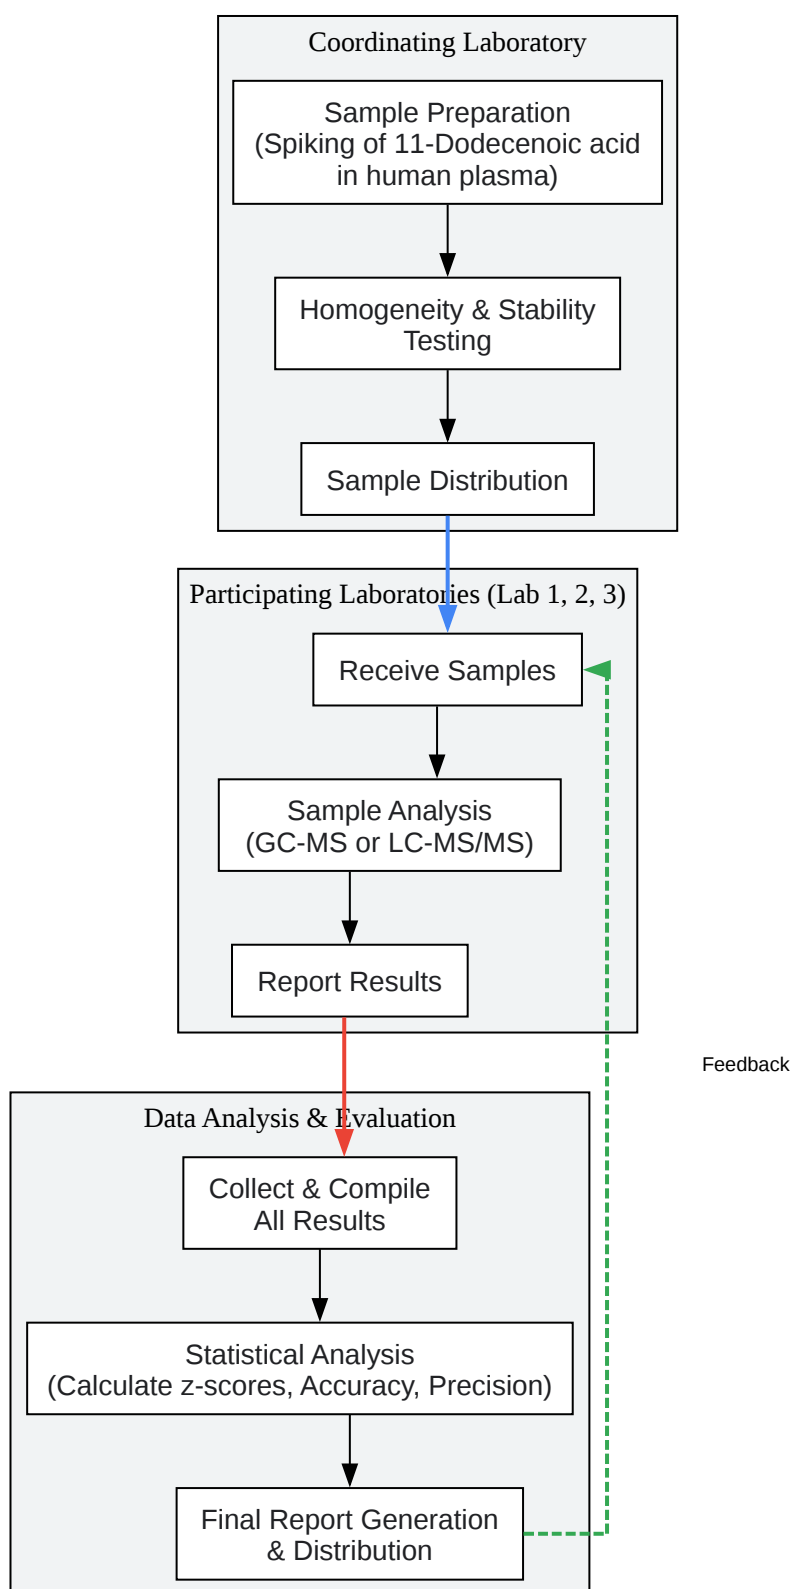 Coordinating Laboratory
Sample Preparation
(Spiking of 11-Dodecenoic acid
in human plasma)
Homogeneity & Stability
Testing
Sample Distribution
Participating Laboratories (Lab 1, 2, 3)
Receive Samples
Sample Analysis
(GC-MS or LC-MS/MS)
Report Results
Feedback
Data Analysis & Evaluation
Collect & Compile
All Results
Statistical Analysis
(Calculate z-scores, Accuracy, Precision)
Final Report Generation
& Distribution